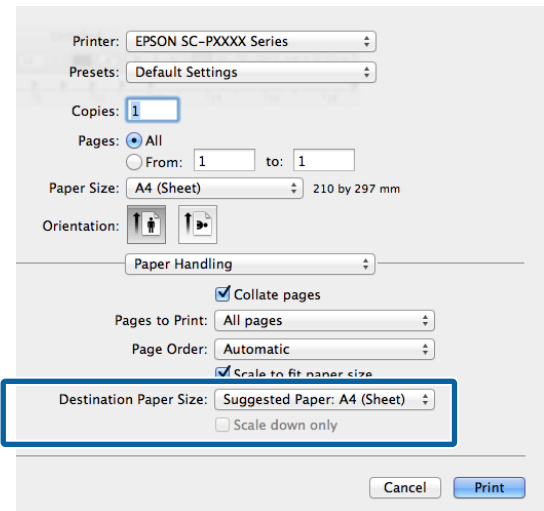 Printer: EPSON SC-PXXXX Series
Presets: Default Settings
Copies: 1
Pages: All
From: 1 to: 1
Paper Size: A4 (Sheet) 210 by 297 mm
Orientation:
Paper Handling
Collate pages
Pages to Print: All pages
Page Order: Automatic
Scale to fit paper size
Destination Paper Size: Suggested Paper: A4 (Sheet)
Scale down only
Cancel Print